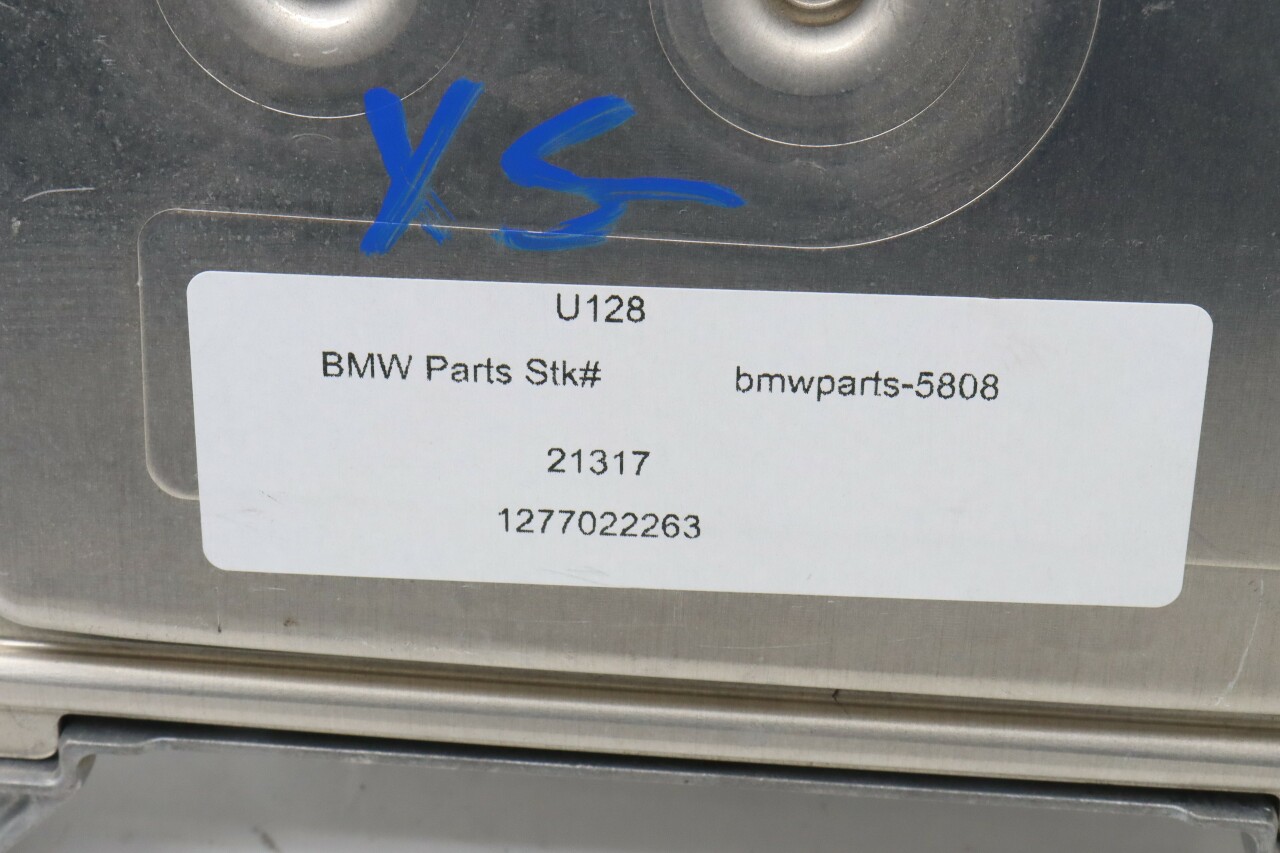 X5
U128
BMW Parts Stk# bmwparts-5808
21317
1277022263